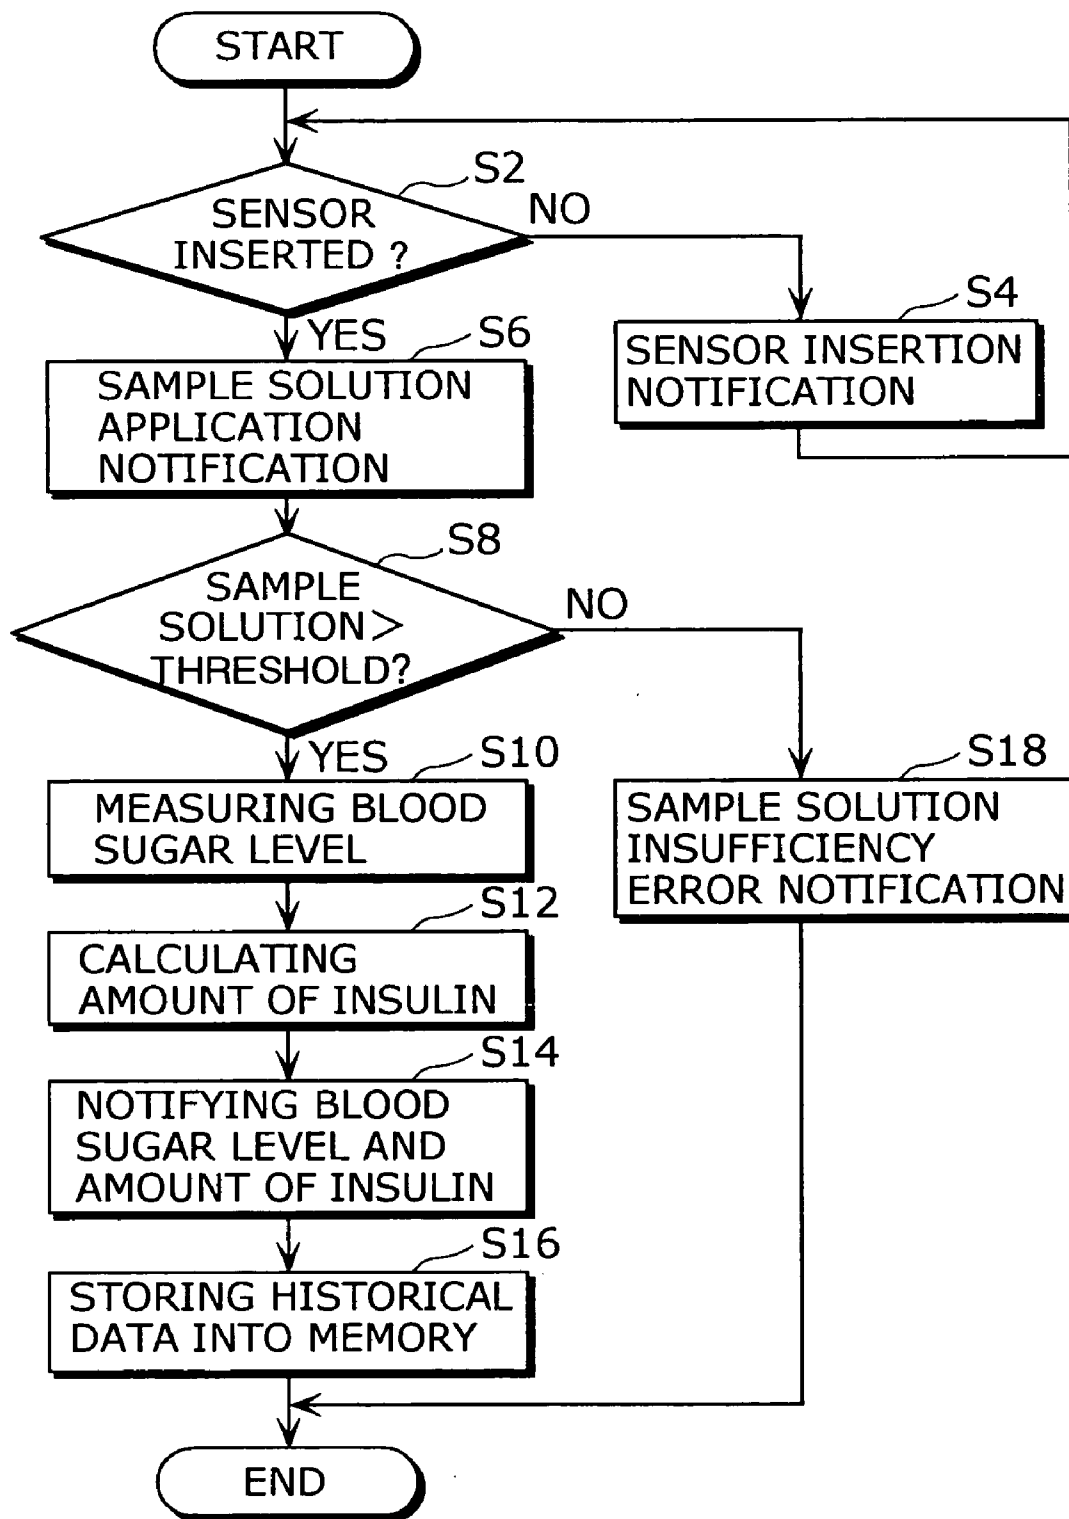 START
S2
SENSOR
INSERTED ?
NO
YES
S4
SENSOR INSERTION
NOTIFICATION
S6
SAMPLE SOLUTION
APPLICATION
NOTIFICATION
S8
SAMPLE
SOLUTION>
THRESHOLD?
NO
YES
S10
MEASURING BLOOD
SUGAR LEVEL
S18
SAMPLE SOLUTION
INSUFFICIENCY
ERROR NOTIFICATION
S12
CALCULATING
AMOUNT OF INSULIN
S14
NOTIFYING BLOOD
SUGAR LEVEL AND
AMOUNT OF INSULIN
S16
STORING HISTORICAL
DATA INTO MEMORY
END